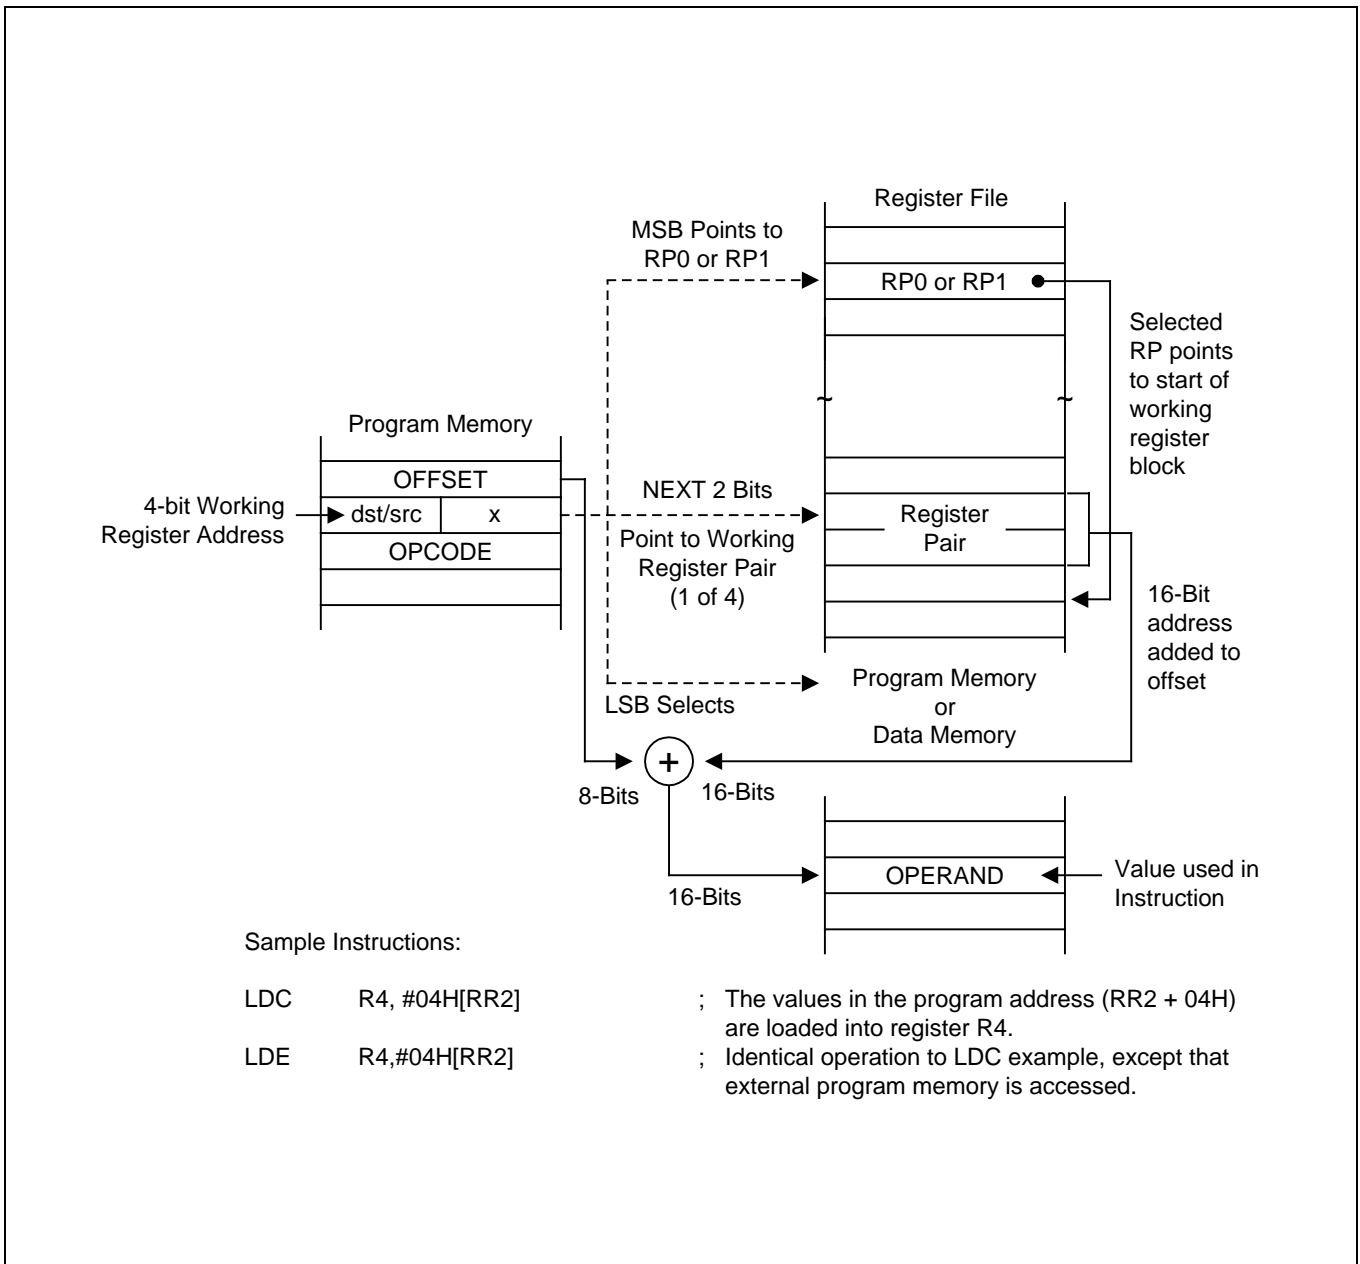 Register File
MSB Points to
RP0 or RP1
RP0 or RP1
Selected
RP points
to start of
working
register
block
~ ~
Program Memory
OFFSET
4-bit Working
Register Address
dst/src x
OPCODE
NEXT 2 Bits
Point to Working
Register Pair
(1 of 4)
Register
Pair
16-Bit
address
added to
offset
LSB Selects
Program Memory
or
Data Memory
+
8-Bits
16-Bits
16-Bits
OPERAND
Value used in
Instruction
Sample Instructions:
LDC R4, #04H[RR2] ; The values in the program address (RR2 + 04H)
are loaded into register R4.
LDE R4,#04H[RR2] ; Identical operation to LDC example, except that
external program memory is accessed.